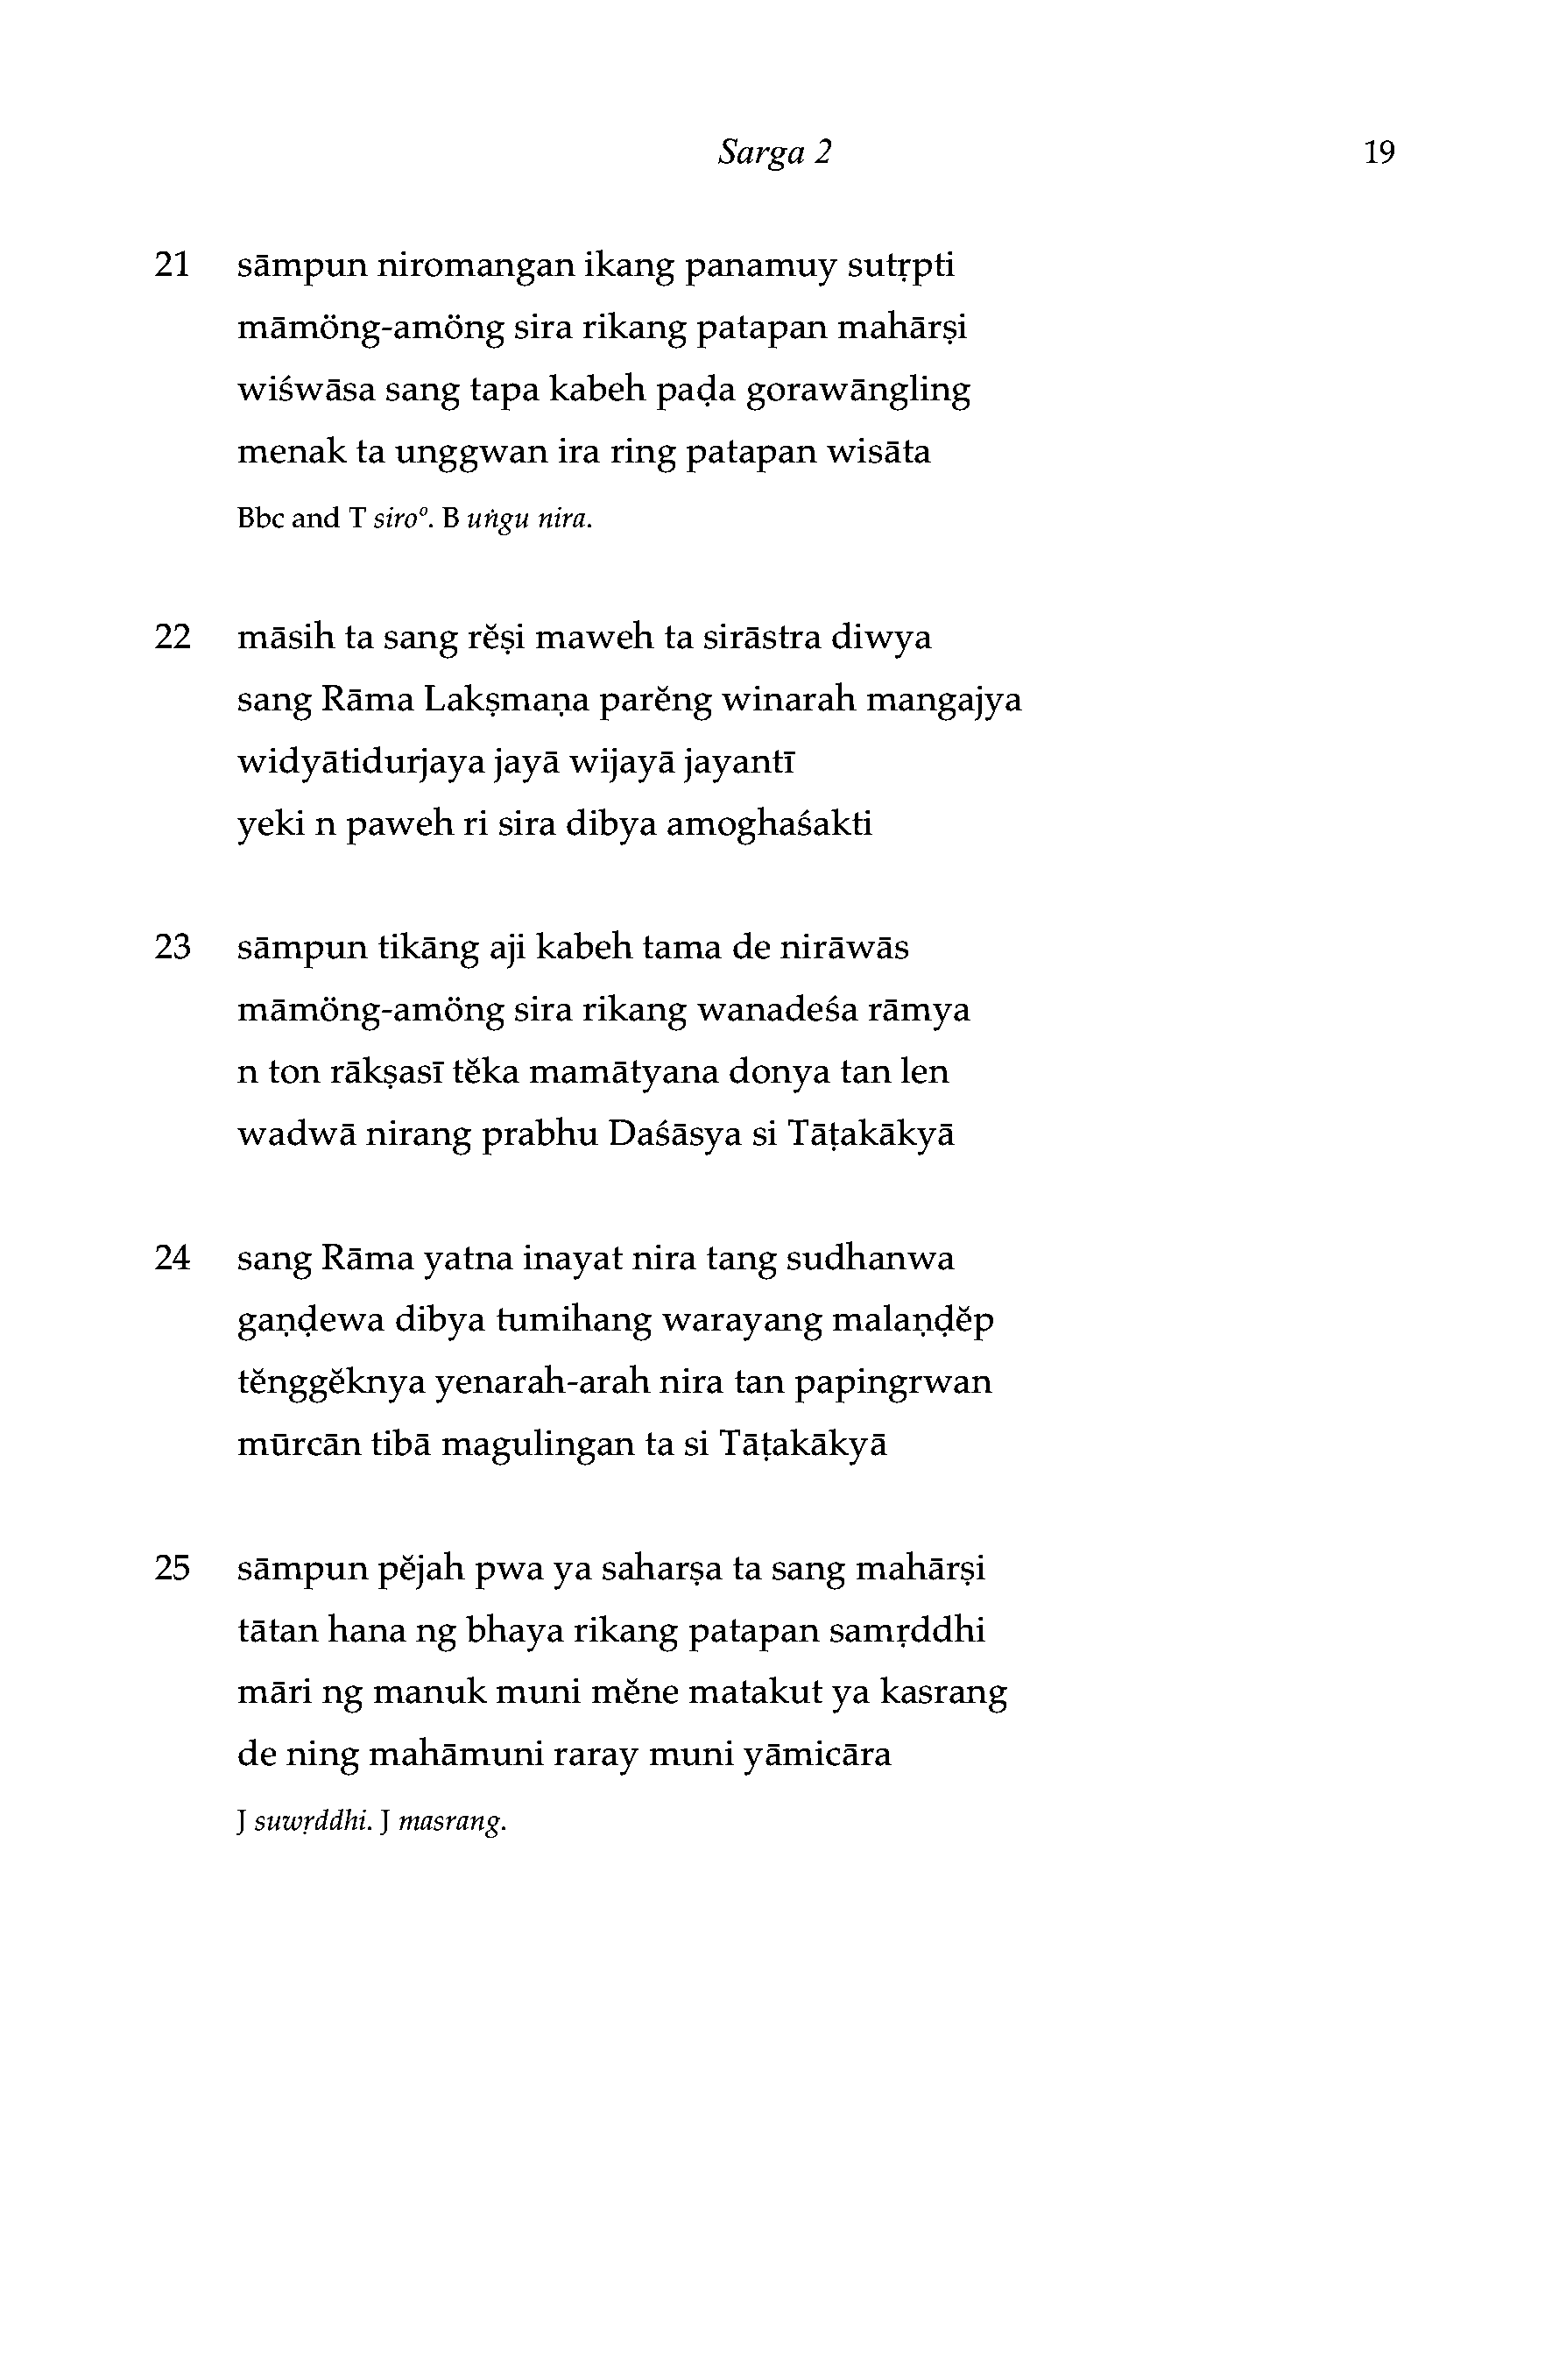 Sarga 2 19
21 sāmpun niromangan ikang panamuy sutṛpti
māmöng-amöng sira rikang patapan mahārṣi
wiśwāsa sang tapa kabeh paḍa gorawāngling
menak ta unggwan ira ring patapan wisāta
Bbc and T siroº. B uṅgu nira.
22 māsih ta sang rĕṣi maweh ta sirāstra diwya
sang Rāma Lakṣmaṇa parĕng winarah mangajya
widyātidurjaya jayā wijayā jayantī
yeki n paweh ri sira dibya amoghaśakti
23 sāmpun tikāng aji kabeh tama de nirāwās
māmöng-amöng sira rikang wanadeśa rāmya
n ton rākṣasī tĕka mamātyana donya tan len
wadwā nirang prabhu Daśāsya si Tāṭakākyā
24 sang Rāma yatna inayat nira tang sudhanwa
gaṇḍewa dibya tumihang warayang malaṇḍĕp
tĕnggĕknya yenarah-arah nira tan papingrwan
mūrcān tibā magulingan ta si Tāṭakākyā
25 sāmpun pĕjah pwa ya saharṣa ta sang mahārṣi
tātan hana ng bhaya rikang patapan samṛddhi
māri ng manuk muni mĕne matakut ya kasrang
de ning mahāmuni raray muni yāmicāra
J suwṛddhi. J masrang.